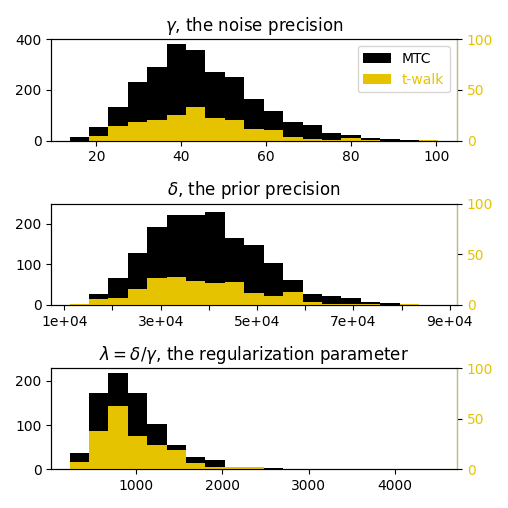 γ, the noise precision
400
200
0
100
50
0
MTC
t-walk
20
40
60
80
100
δ, the prior precision
200
100
0
100
50
0
1e+04
3e+04
5e+04
7e+04
9e+04
λ = δ/γ, the regularization parameter
200
100
0
100
50
0
1000
2000
3000
4000